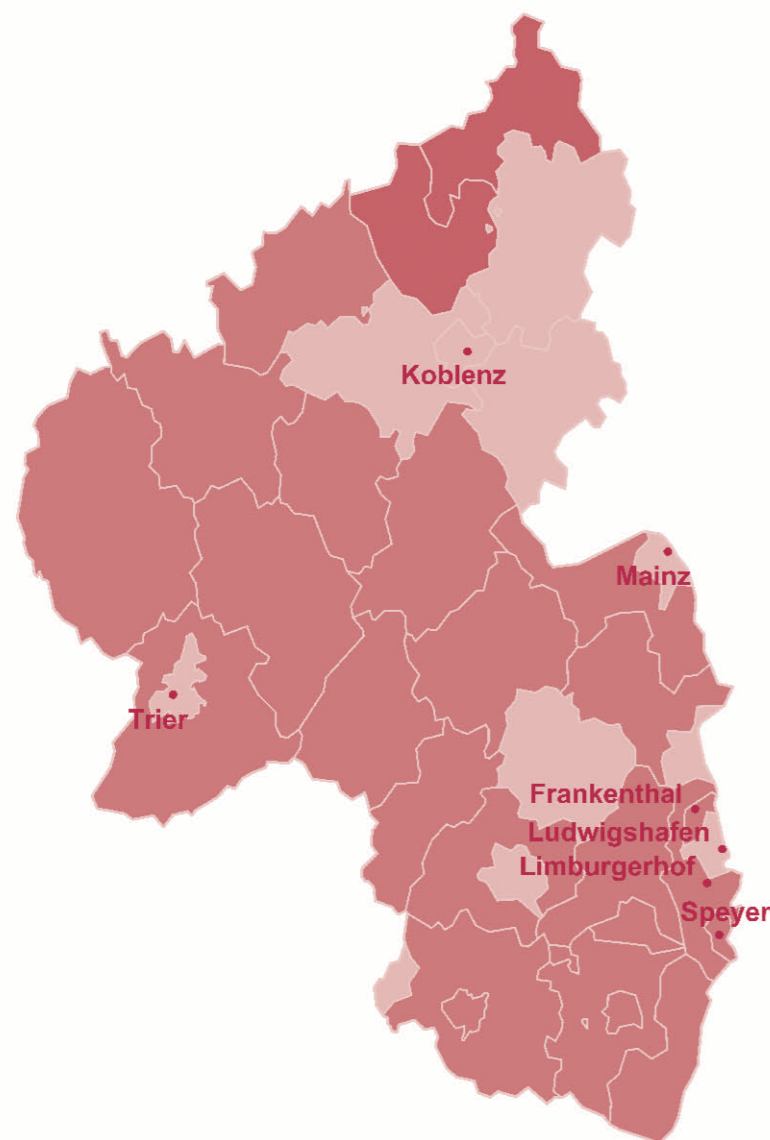 Koblenz
Mainz
Trier
Frankenthal
Ludwigshafen
Limburgerhof
Speyer